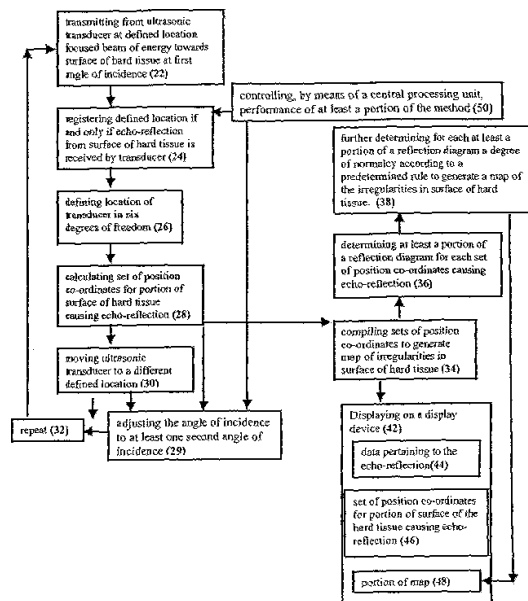 transmitting from ultrasonic
transducer at defined location
focused beam of energy towards
surface of hard tissue at first
angle of incidence (22)
controlling, by means of a central processing unit,
performance of at least a portion of the method (50)
registering defined location if
and only if echo-reflection
from surface of hard tissue is
received by transducer (24)
further determining for each at least a
portion of a reflection diagram a degree
of normalcy according to a
predetermined rule to generate a map of
the irregularities in surface of hard
tissue. (38)
defining location of
transducer in six
degrees of freedom
(26)
determining at least a portion of
a reflection diagram for each set
of position co-ordinates causing
echo-reflection (36)
calculating set of position
co-ordinates for portion of
surface of hard tissue
causing echo-reflection (28)
compiling sets of position
co-ordinates to generate
map of irregularities in
surface of hard tissue (34)
moving ultrasonic
transducer to a different
defined location (30)
repeat (32)
adjusting the angle of incidence
to at least one second angle of
incidence (29)
Displaying on a display
device (42)
data pertaining to the
echo-reflection(44)
set of position co-ordinates
for portion of surface of the
hard tissue causing echo-
reflection (46)
portion of map (48)